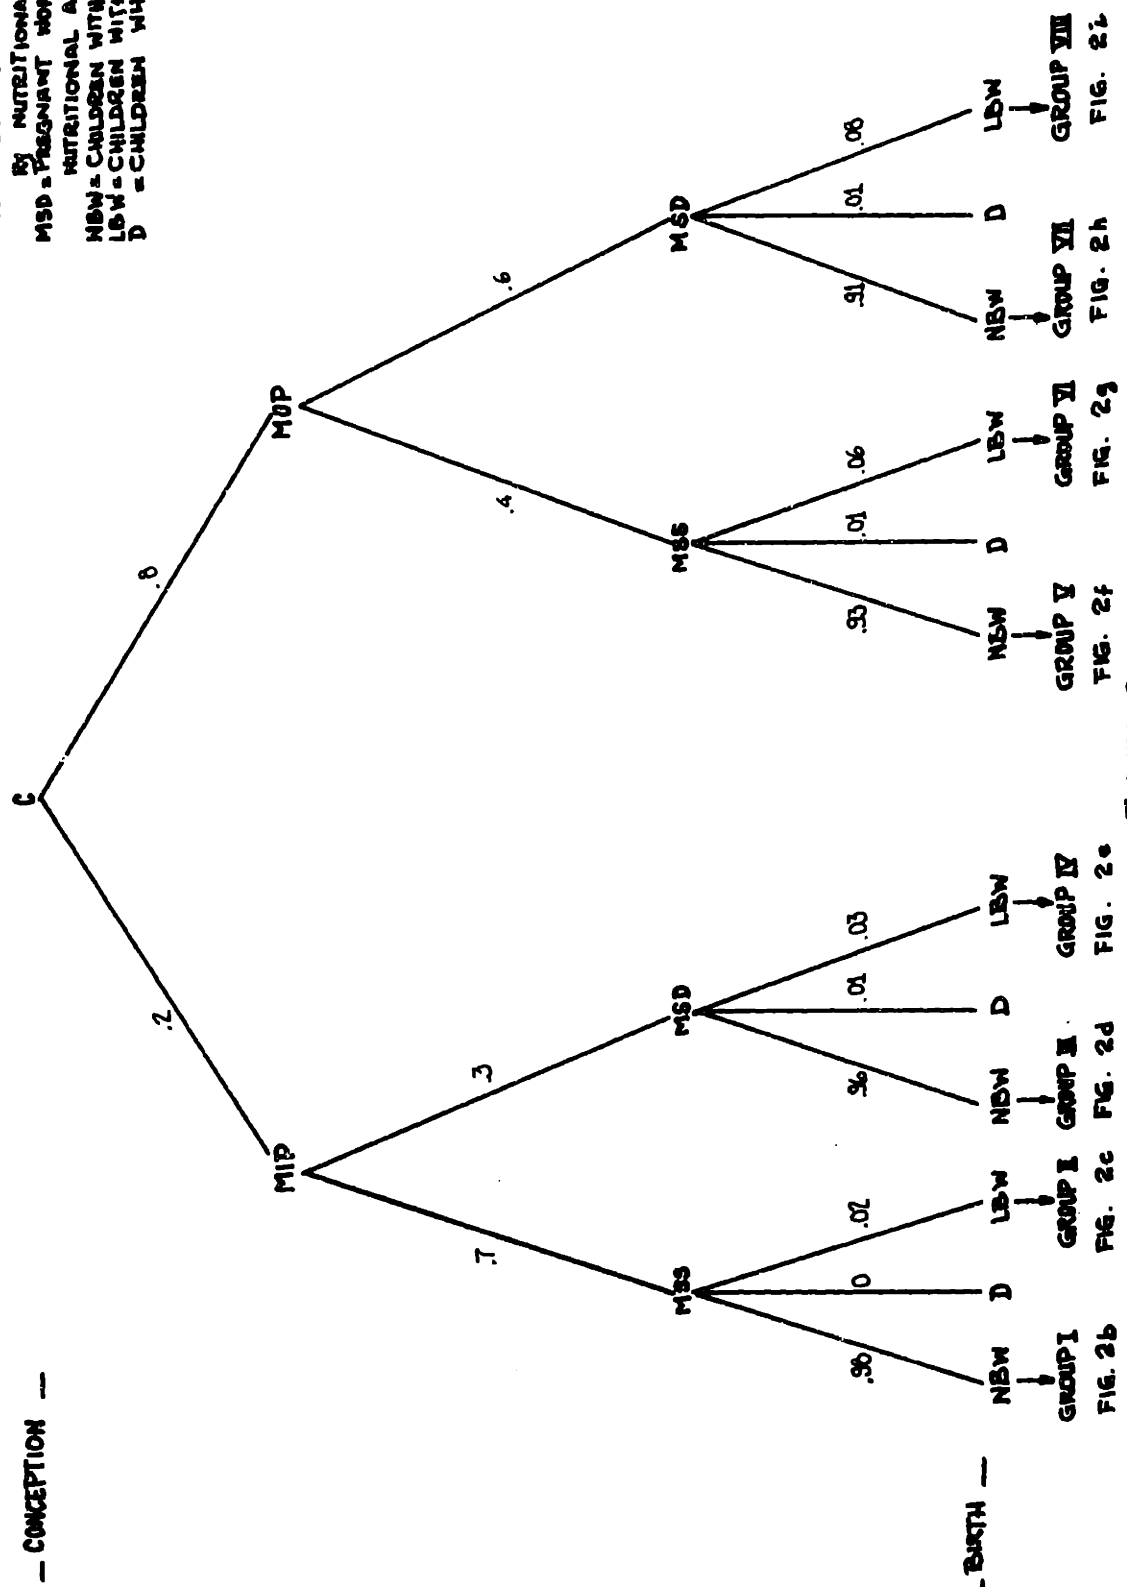 By NUTRITIONA
MSD = PREGNANT WOM
NUTRITIONAL A
NBW = CHILDREN WITH
LBW = CHILDREN WIT
D = CHILDREN WH
— CONCEPTION —
C
.2 .8
MIP MOP
.7 .3 .4 .6
MSS MSD MSS MSD
.98 0 .02 .96 .01 .03 .93 .01 .06 .91 .01 .08
— BIRTH —
NBW D LBW NBW D LBW NBW D LBW NBW D LBW
GROUP I GROUP II GROUP III GROUP IV GROUP V GROUP VI GROUP VII GROUP VIII
FIG. 2b FIG. 2c FIG. 2d FIG. 2e FIG. 2f FIG. 2g FIG. 2h FIG. 2i